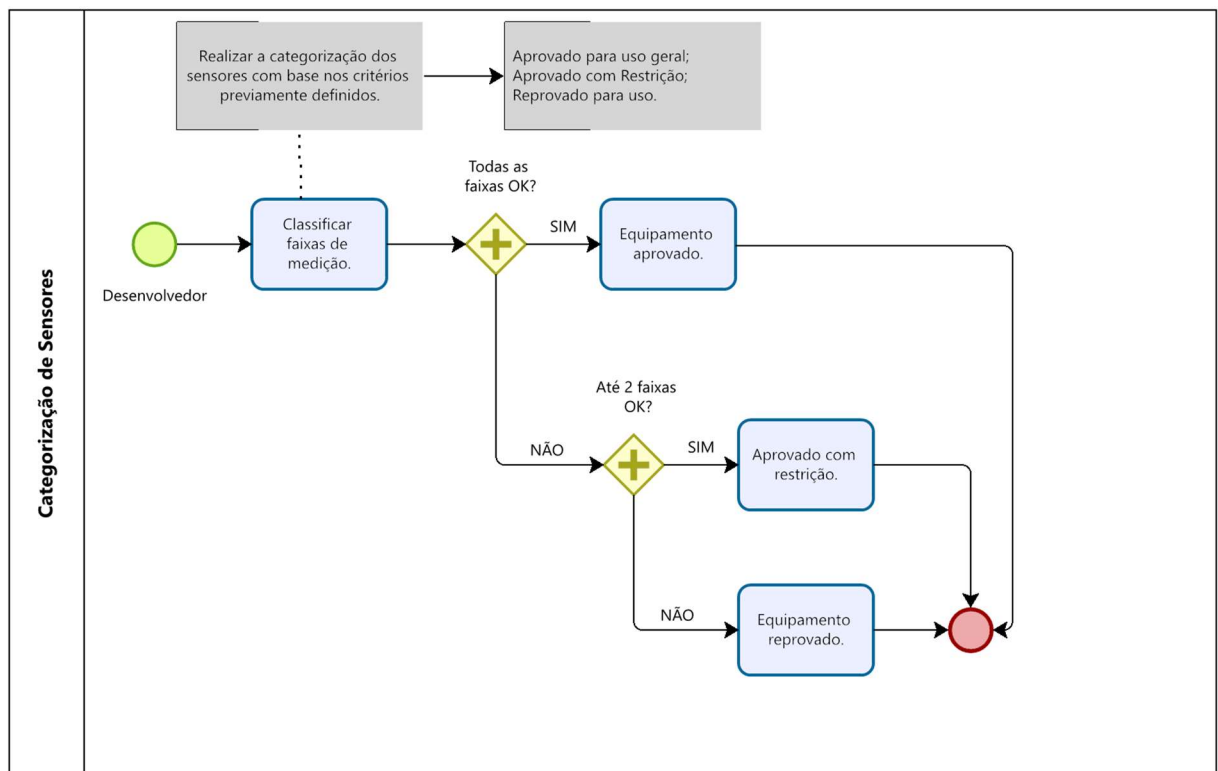 Categorização de Sensores
Realizar a categorização dos
sensores com base nos critérios
previamente definidos.
Aprovado para uso geral;
Aprovado com Restrição;
Reprovado para uso.
Todas as
faixas OK?
Desenvolvedor
Classificar
faixas de
medição.
SIM
Equipamento
aprovado.
Até 2 faixas
OK?
NÃO
SIM
Aprovado com
restrição.
NÃO
Equipamento
reprovado.